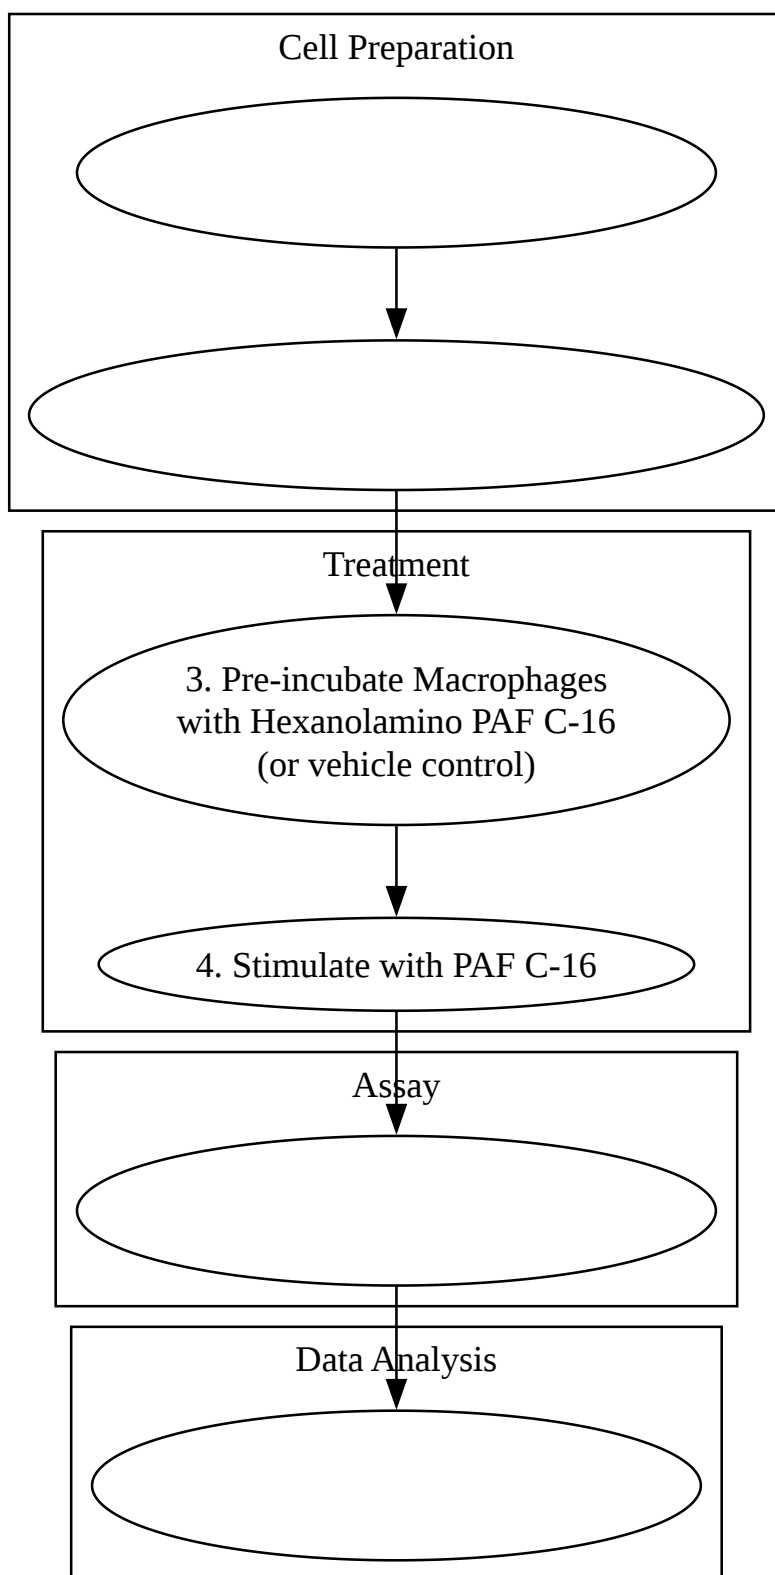 Cell Preparation
Treatment
3. Pre-incubate Macrophages
with Hexanolamino PAF C-16
(or vehicle control)
4. Stimulate with PAF C-16
Assay
Data Analysis